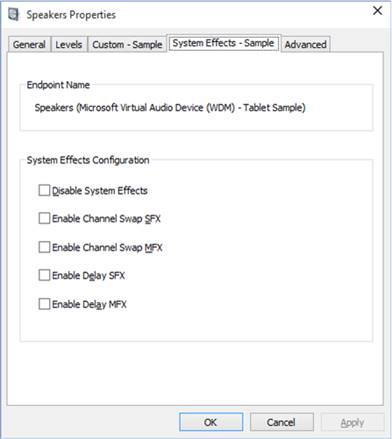 Speakers Properties
General Levels Custom - Sample System Effects - Sample Advanced
Endpoint Name
Speakers (Microsoft Virtual Audio Device (WDM) - Tablet Sample)
System Effects Configuration
Disable System Effects
Enable Channel Swap SFX
Enable Channel Swap MFX
Enable Delay SFX
Enable Delay MFX
OK Cancel Apply